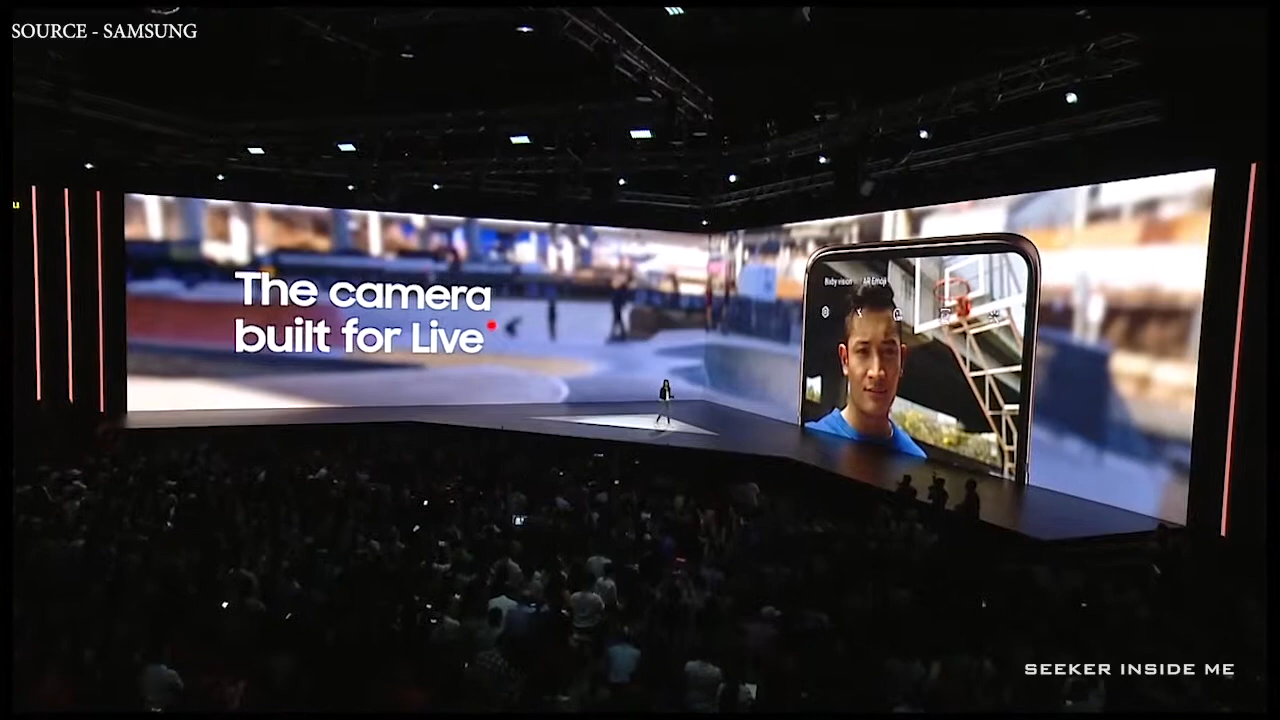 SOURCE - SAMSUNG
u
The camera
built for Live
Bixby vision AR Emoji
SEEKER INSIDE ME